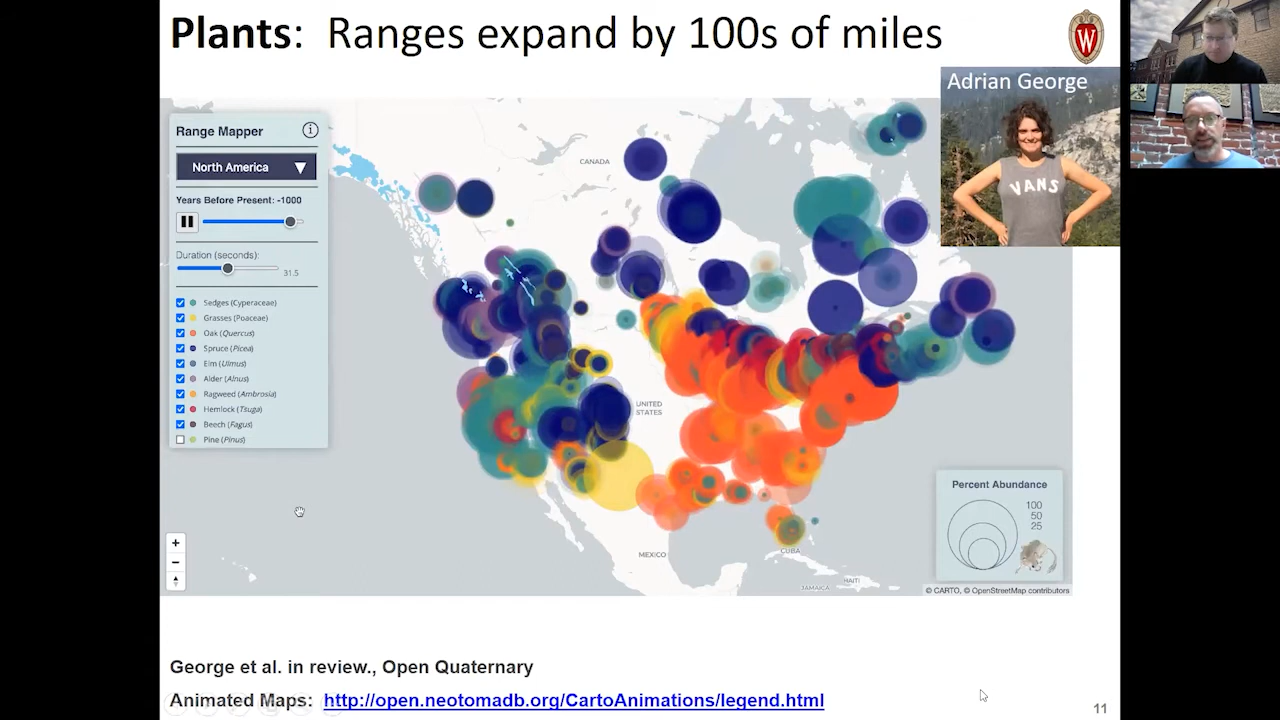 Plants: Ranges expand by 100s of miles
W
Adrian George
VANS
Range Mapper
North America
Years Before Present: -1000
Duration (seconds):
31.5
Sedges (Cyperaceae)
Grasses (Poaceae)
Oak (Quercus)
Spruce (Picea)
Elm (Ulmus)
Alder (Alnus)
Ragweed (Ambrosia)
Hemlock (Tsuga)
Beech (Fagus)
Pine (Pinus)
CANADA
UNITED
STATES
MEXICO
CUBA
HAITI
JAMAICA
+
−
Percent Abundance
100
50
25
© CARTO, © OpenStreetMap contributors
George et al. in review., Open Quaternary
Animated Maps: http://open.neotomadb.org/CartoAnimations/legend.html
11